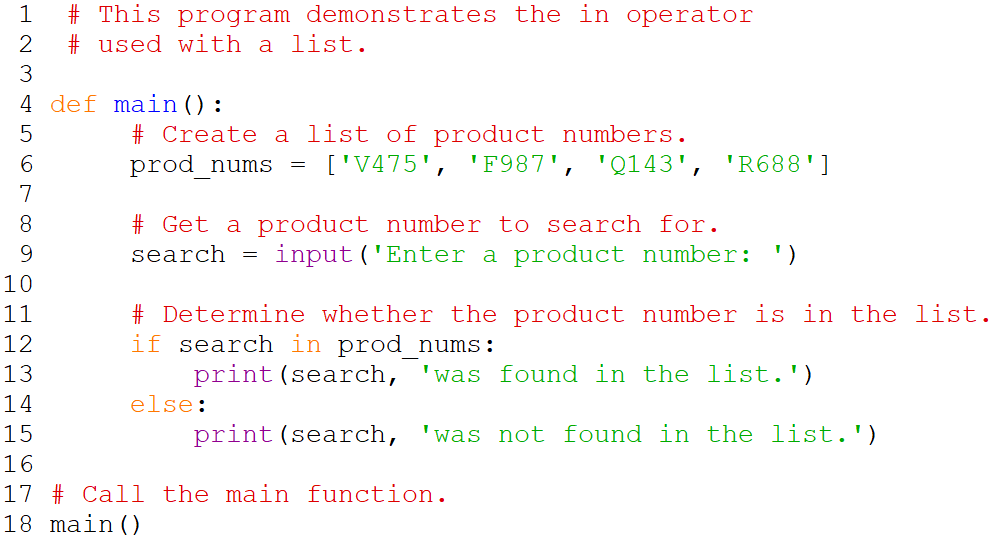 1  # This program demonstrates the in operator
2  # used with a list.
3
4 def main():
5      # Create a list of product numbers.
6      prod_nums = ['V475', 'F987', 'Q143', 'R688']
7
8      # Get a product number to search for.
9      search = input('Enter a product number: ')
10
11      # Determine whether the product number is in the list.
12      if search in prod_nums:
13          print(search, 'was found in the list.')
14      else:
15          print(search, 'was not found in the list.')
16
17 # Call the main function.
18 main()